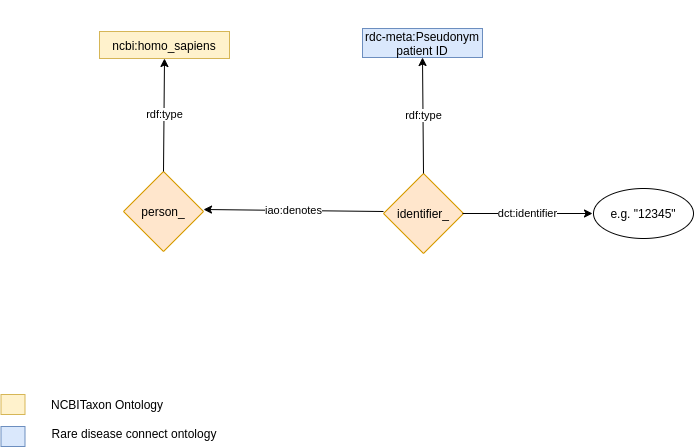 ncbi:homo_sapiens
rdc-meta:Pseudonym
patient ID
rdf:type
rdf:type
person_
iao:denotes
identifier_
dct:identifier
e.g. "12345"
NCBITaxon Ontology
Rare disease connect ontology